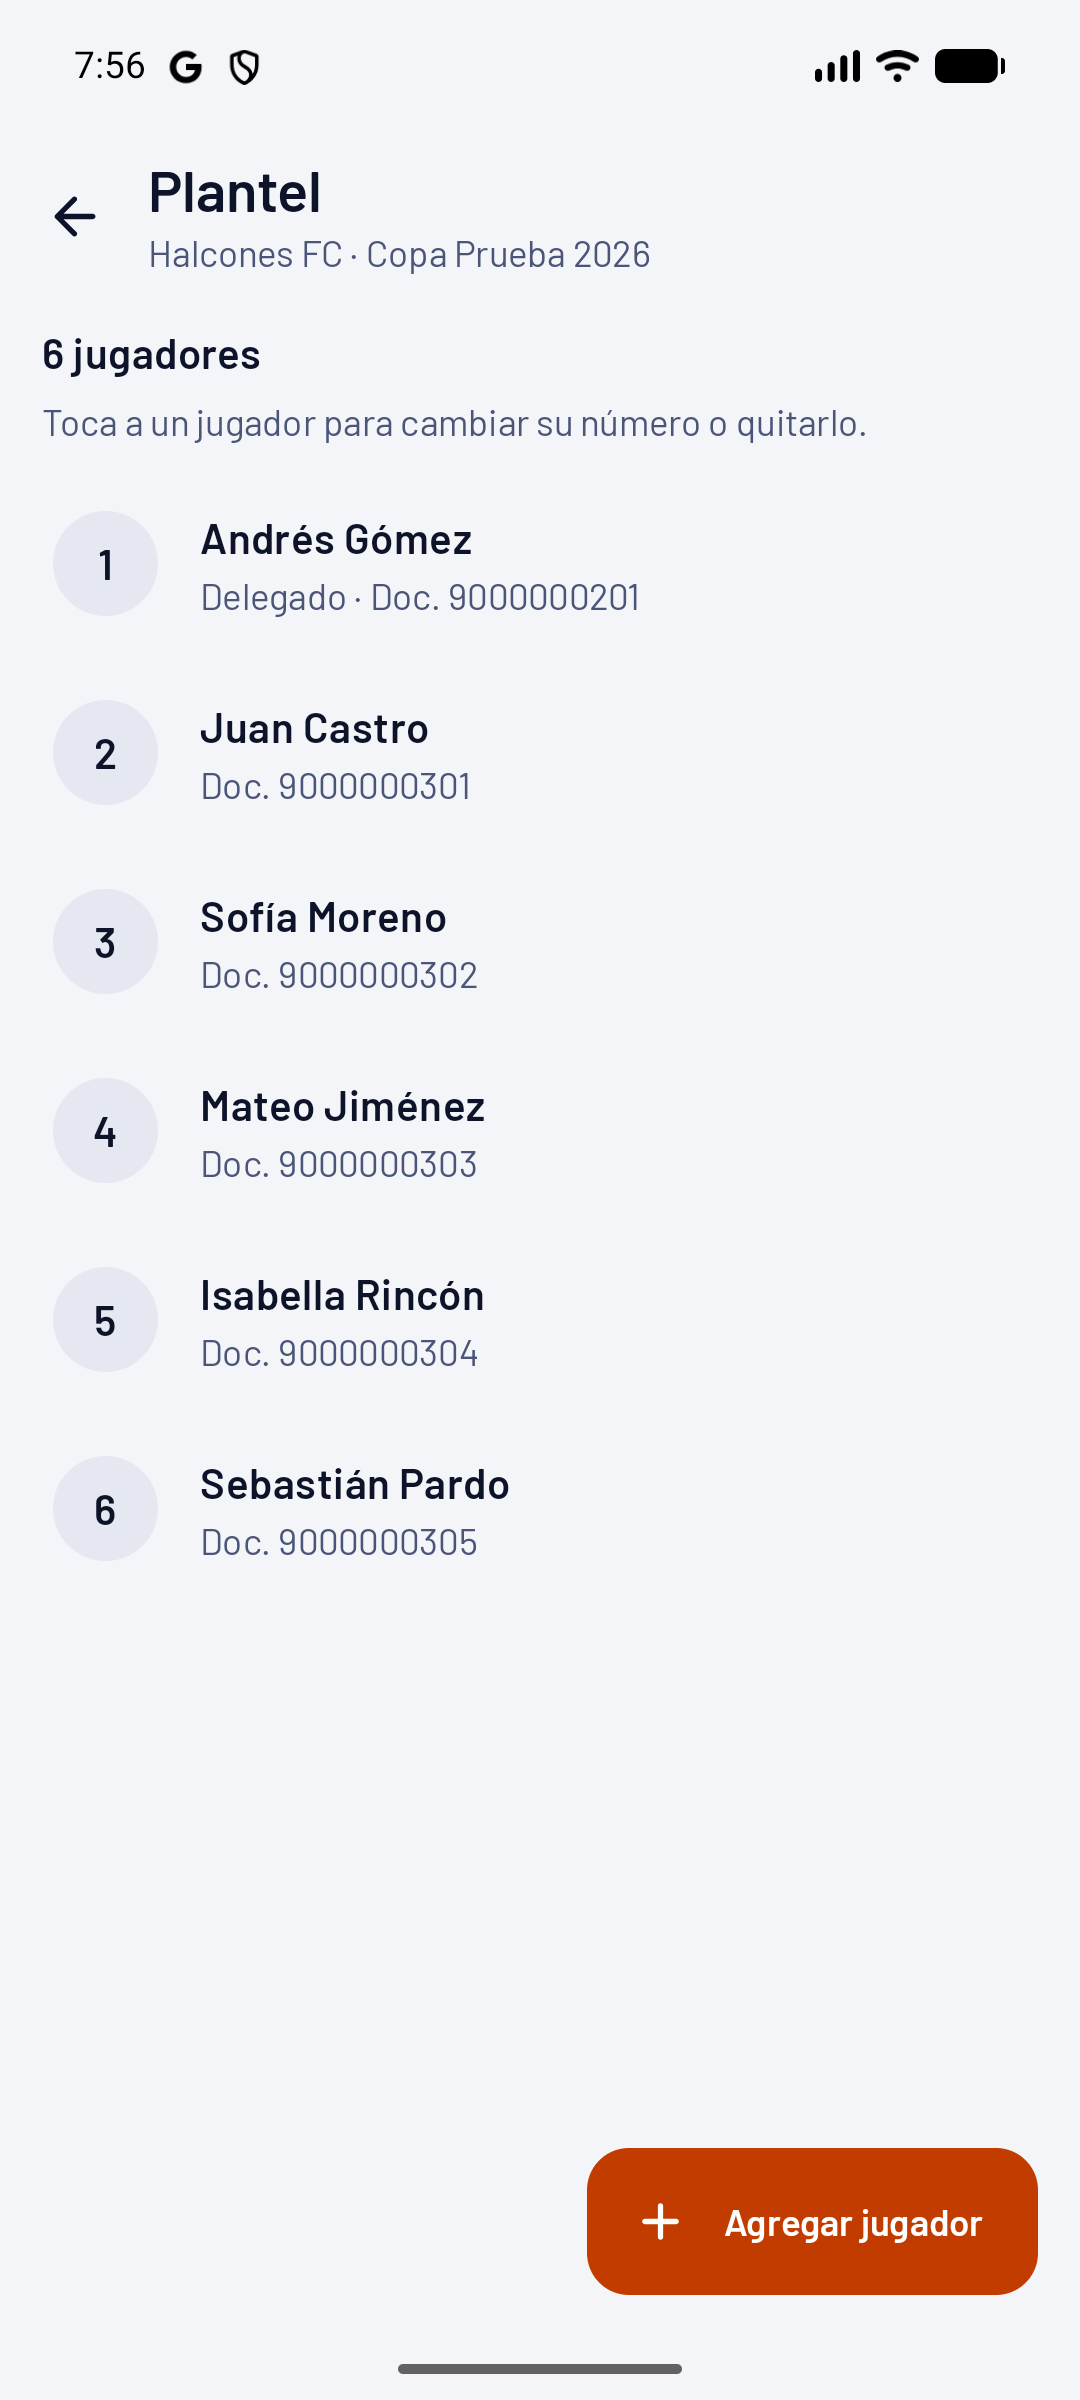 7:56
Plantel
Halcones FC · Copa Prueba 2026
6 jugadores
Toca a un jugador para cambiar su número o quitarlo.
1
Andrés Gómez
Delegado · Doc. 9000000201
2
Juan Castro
Doc. 9000000301
3
Sofía Moreno
Doc. 9000000302
4
Mateo Jiménez
Doc. 9000000303
5
Isabella Rincón
Doc. 9000000304
6
Sebastián Pardo
Doc. 9000000305
Agregar jugador